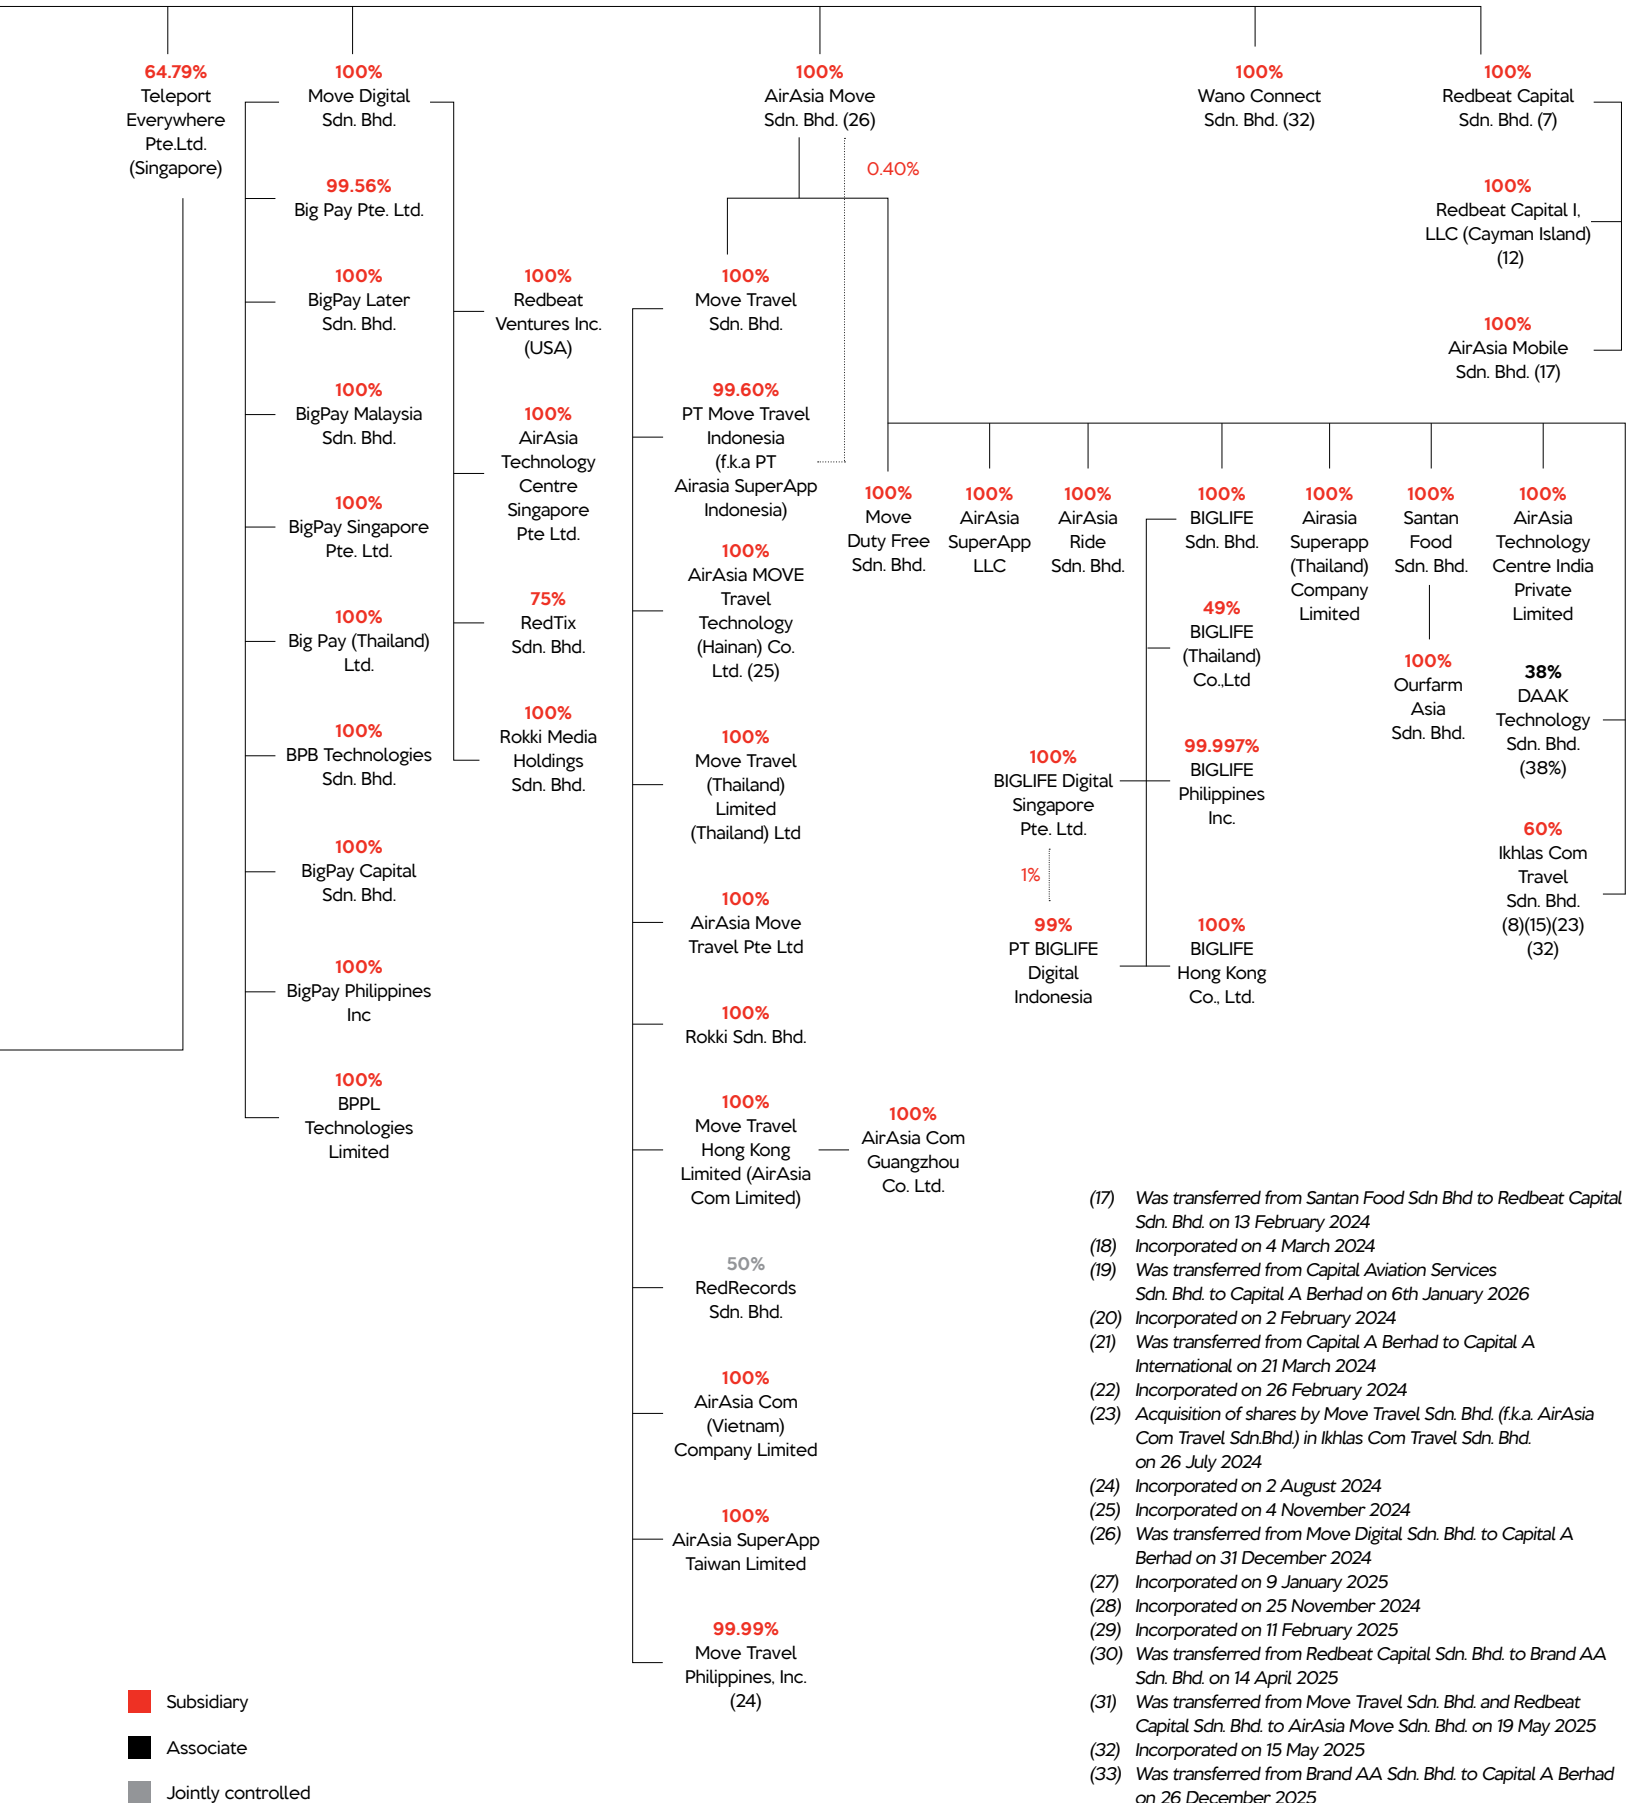 64.79%
Teleport
Everywhere
Pte.Ltd.
(Singapore)
100%
Move Digital
Sdn. Bhd.
99.56%
Big Pay Pte. Ltd.
100%
BigPay Later
Sdn. Bhd.
100%
BigPay Malaysia
Sdn. Bhd.
100%
BigPay Singapore
Pte. Ltd.
100%
Big Pay (Thailand)
Ltd.
100%
BPB Technologies
Sdn. Bhd.
100%
BigPay Capital
Sdn. Bhd.
100%
BigPay Philippines
Inc
100%
BPPL
Technologies
Limited
100%
Redbeat
Ventures Inc.
(USA)
100%
AirAsia
Technology
Centre
Singapore
Pte Ltd.
75%
RedTix
Sdn. Bhd.
100%
Rokki Media
Holdings
Sdn. Bhd.
100%
AirAsia Move
Sdn. Bhd. (26)
0.40%
100%
Move Travel
Sdn. Bhd.
99.60%
PT Move Travel
Indonesia
(f.k.a PT
Airasia SuperApp
Indonesia)
100%
AirAsia MOVE
Travel
Technology
(Hainan) Co.
Ltd. (25)
100%
Move Travel
(Thailand)
Limited
(Thailand) Ltd
100%
AirAsia Move
Travel Pte Ltd
100%
Rokki Sdn. Bhd.
100%
Move Travel
Hong Kong
Limited (AirAsia
Com Limited)
100%
AirAsia Com
Guangzhou
Co. Ltd.
50%
RedRecords
Sdn. Bhd.
100%
AirAsia Com
(Vietnam)
Company Limited
100%
AirAsia SuperApp
Taiwan Limited
99.99%
Move Travel
Philippines, Inc.
(24)
100%
Move
Duty Free
Sdn. Bhd.
100%
AirAsia
SuperApp
LLC
100%
AirAsia
Ride
Sdn. Bhd.
100%
BIGLIFE
Sdn. Bhd.
49%
BIGLIFE
(Thailand)
Co.,Ltd
99.997%
BIGLIFE
Philippines
Inc.
100%
BIGLIFE Digital
Singapore
Pte. Ltd.
1%
99%
PT BIGLIFE
Digital
Indonesia
100%
BIGLIFE
Hong Kong
Co., Ltd.
100%
Airasia
Superapp
(Thailand)
Company
Limited
100%
Santan
Food
Sdn. Bhd.
100%
Ourfarm
Asia
Sdn. Bhd.
100%
AirAsia
Technology
Centre India
Private
Limited
38%
DAAK
Technology
Sdn. Bhd.
(38%)
60%
Ikhlas Com
Travel
Sdn. Bhd.
(8)(15)(23)
(32)
100%
Wano Connect
Sdn. Bhd. (32)
100%
Redbeat Capital
Sdn. Bhd. (7)
100%
Redbeat Capital I,
LLC (Cayman Island)
(12)
100%
AirAsia Mobile
Sdn. Bhd. (17)
(17) Was transferred from Santan Food Sdn Bhd to Redbeat Capital
Sdn. Bhd. on 13 February 2024
(18) Incorporated on 4 March 2024
(19) Was transferred from Capital Aviation Services
Sdn. Bhd. to Capital A Berhad on 6th January 2026
(20) Incorporated on 2 February 2024
(21) Was transferred from Capital A Berhad to Capital A
International on 21 March 2024
(22) Incorporated on 26 February 2024
(23) Acquisition of shares by Move Travel Sdn. Bhd. (f.k.a. AirAsia
Com Travel Sdn.Bhd.) in Ikhlas Com Travel Sdn. Bhd.
on 26 July 2024
(24) Incorporated on 2 August 2024
(25) Incorporated on 4 November 2024
(26) Was transferred from Move Digital Sdn. Bhd. to Capital A
Berhad on 31 December 2024
(27) Incorporated on 9 January 2025
(28) Incorporated on 25 November 2024
(29) Incorporated on 11 February 2025
(30) Was transferred from Redbeat Capital Sdn. Bhd. to Brand AA
Sdn. Bhd. on 14 April 2025
(31) Was transferred from Move Travel Sdn. Bhd. and Redbeat
Capital Sdn. Bhd. to AirAsia Move Sdn. Bhd. on 19 May 2025
(32) Incorporated on 15 May 2025
(33) Was transferred from Brand AA Sdn. Bhd. to Capital A Berhad
on 26 December 2025
Subsidiary
Associate
Jointly controlled